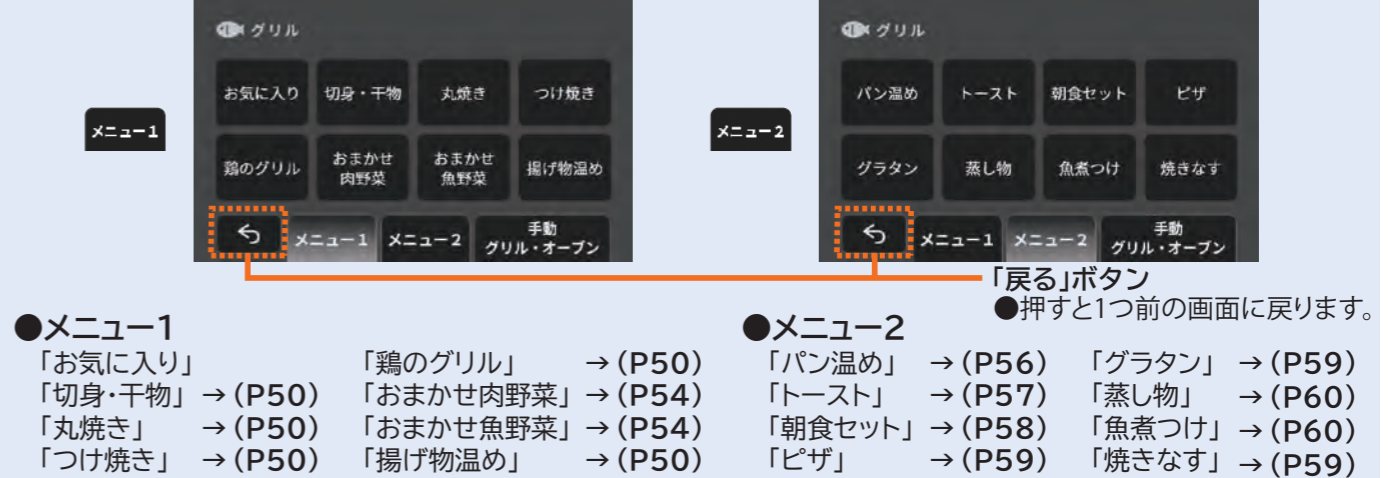 グリル
お気に入り 切身・干物 丸焼き つけ焼き
メニュー1
鶏のグリル おまかせ肉野菜 おまかせ魚野菜 揚げ物温め
メニュー1 メニュー2 手動グリル・オーブン
グリル
パン温め トースト 朝食セット ピザ
メニュー2
グラタン 蒸し物 魚煮つけ 焼きなす
メニュー1 メニュー2 手動グリル・オーブン
「戻る」ボタン
●押すと1つ前の画面に戻ります。
●メニュー1
「お気に入り」
「切身・干物」 →(P50)
「丸焼き」 →(P50)
「つけ焼き」 →(P50)
「鶏のグリル」 →(P50)
「おまかせ肉野菜」 →(P54)
「おまかせ魚野菜」 →(P54)
「揚げ物温め」 →(P50)
●メニュー2
「パン温め」 →(P56)
「トースト」 →(P57)
「朝食セット」 →(P58)
「ピザ」 →(P59)
「グラタン」 →(P59)
「蒸し物」 →(P60)
「魚煮つけ」 →(P60)
「焼きなす」 →(P59)